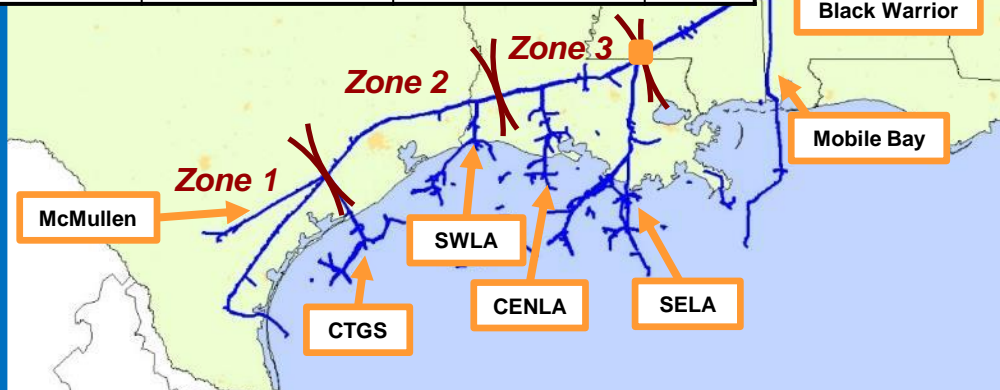 Black Warrior
Zone 3
Zone 2
Mobile Bay
Zone 1
McMullen
SWLA
CENLA
SELA
CTGS